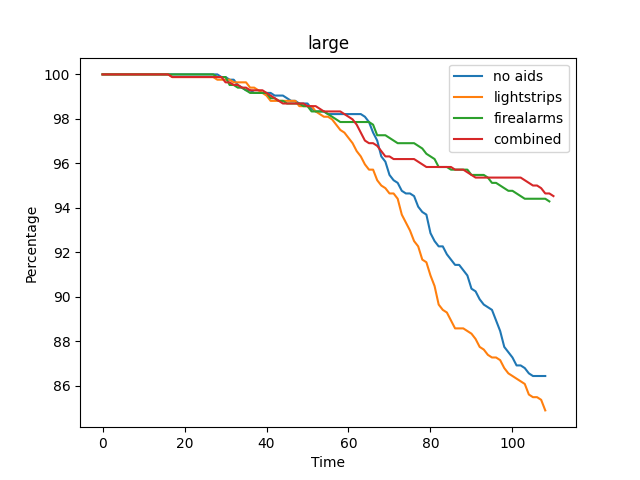 large
no aids
lightstrips
firealarms
combined
Percentage
100
98
96
94
92
90
88
86
0 20 40 60 80 100
Time